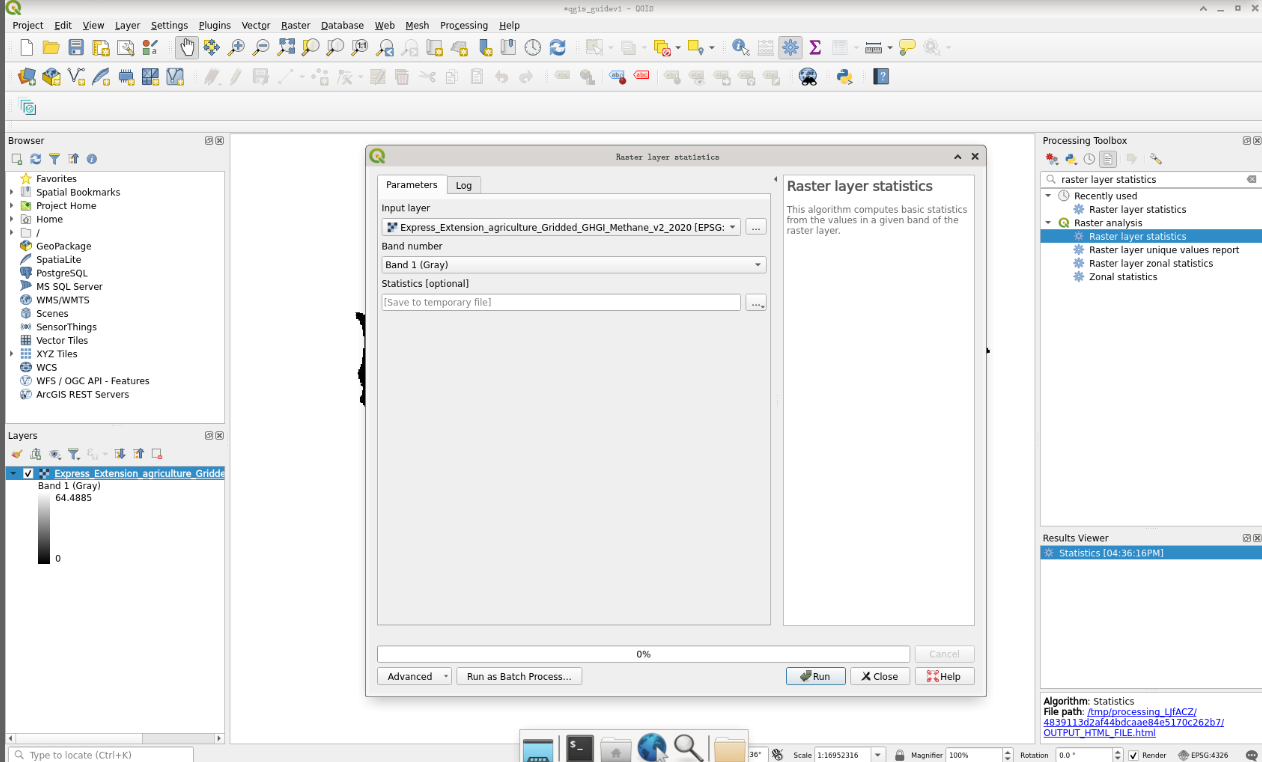 *qgis_guidev1 - QGIS
Project Edit View Layer Settings Plugins Vector Raster Database Web Mesh Processing Help
Browser
Favorites
Spatial Bookmarks
Project Home
Home
/
GeoPackage
SpatiaLite
PostgreSQL
MS SQL Server
WMS/WMTS
Scenes
SensorThings
Vector Tiles
XYZ Tiles
WCS
WFS / OGC API - Features
ArcGIS REST Servers
Layers
Express_Extension_agriculture_Gridde
Band 1 (Gray)
64.4885
0
Type to locate (Ctrl+K)
Raster layer statistics
Parameters Log
Input layer
Express_Extension_agriculture_Gridded_GHGI_Methane_v2_2020 [EPSG: ...
Band number
Band 1 (Gray)
Statistics [optional]
[Save to temporary file] ...
Raster layer statistics
This algorithm computes basic statistics
from the values in a given band of the
raster layer.
0% Cancel
Advanced Run as Batch Process... Run Close Help
Processing Toolbox
raster layer statistics
Recently used
Raster layer statistics
Raster analysis
Raster layer statistics
Raster layer unique values report
Raster layer zonal statistics
Zonal statistics
Results Viewer
Statistics [04:36:16PM]
Algorithm: Statistics
File path: /tmp/processing_LJfACZ/
4839113d2af44bdcaae84e5170c262b7/
OUTPUT_HTML_FILE.html
36° Scale 1:16952316 Magnifier 100% Rotation 0.0 ° Render EPSG:4326